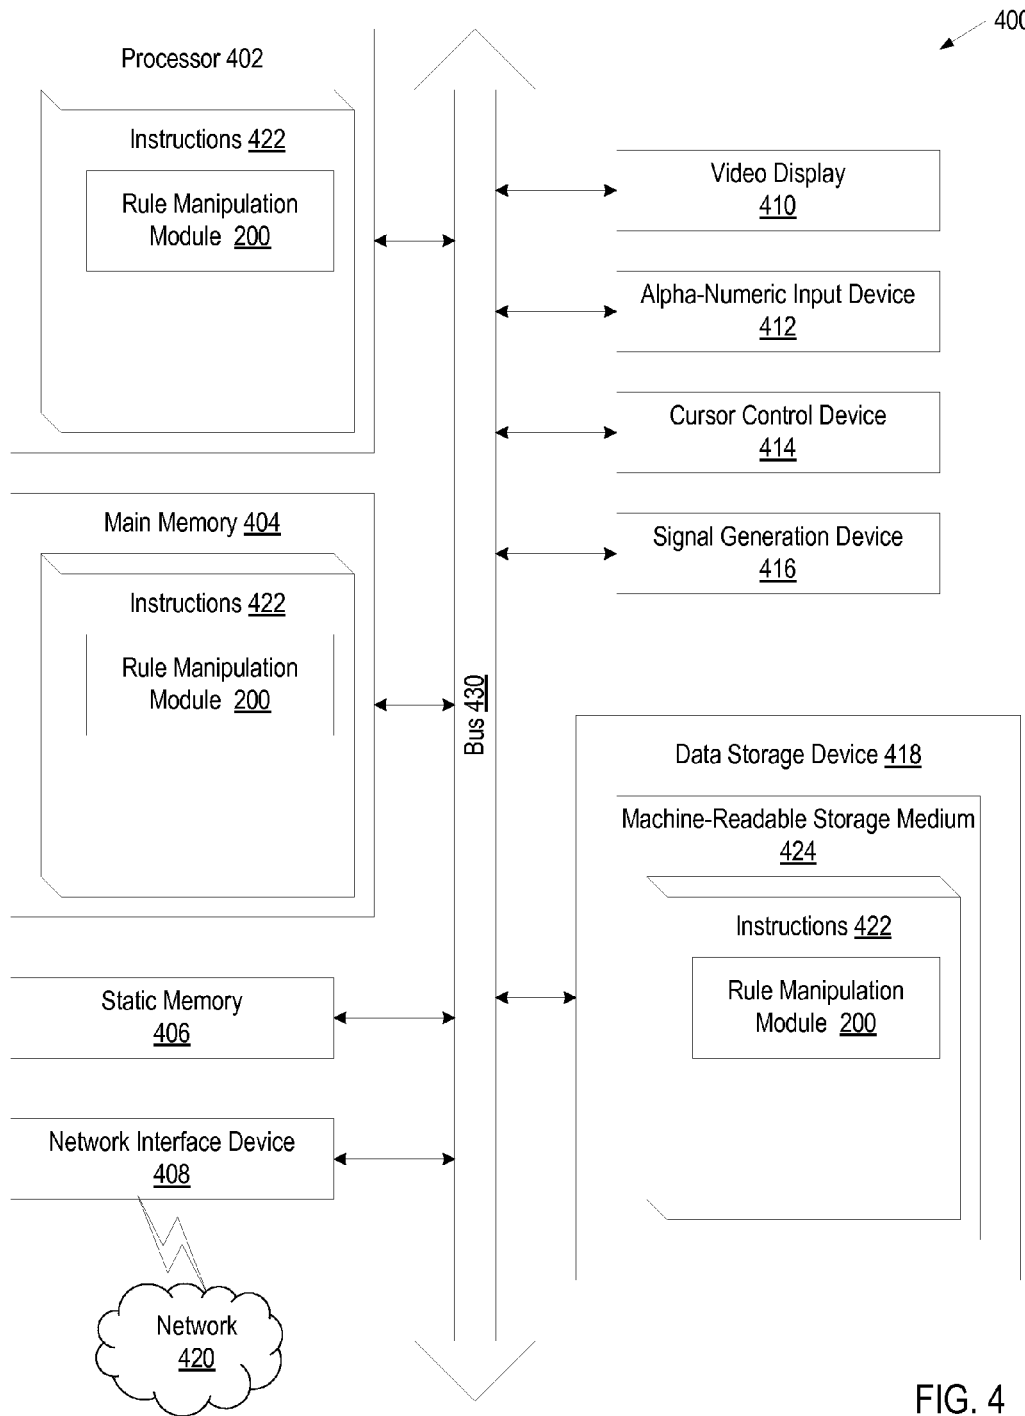 400
Processor 402
Instructions 422
Rule Manipulation
Module 200
Main Memory 404
Instructions 422
Rule Manipulation
Module 200
Static Memory
406
Network Interface Device
408
Network
420
Bus 430
Video Display
410
Alpha-Numeric Input Device
412
Cursor Control Device
414
Signal Generation Device
416
Data Storage Device 418
Machine-Readable Storage Medium
424
Instructions 422
Rule Manipulation
Module 200
FIG. 4